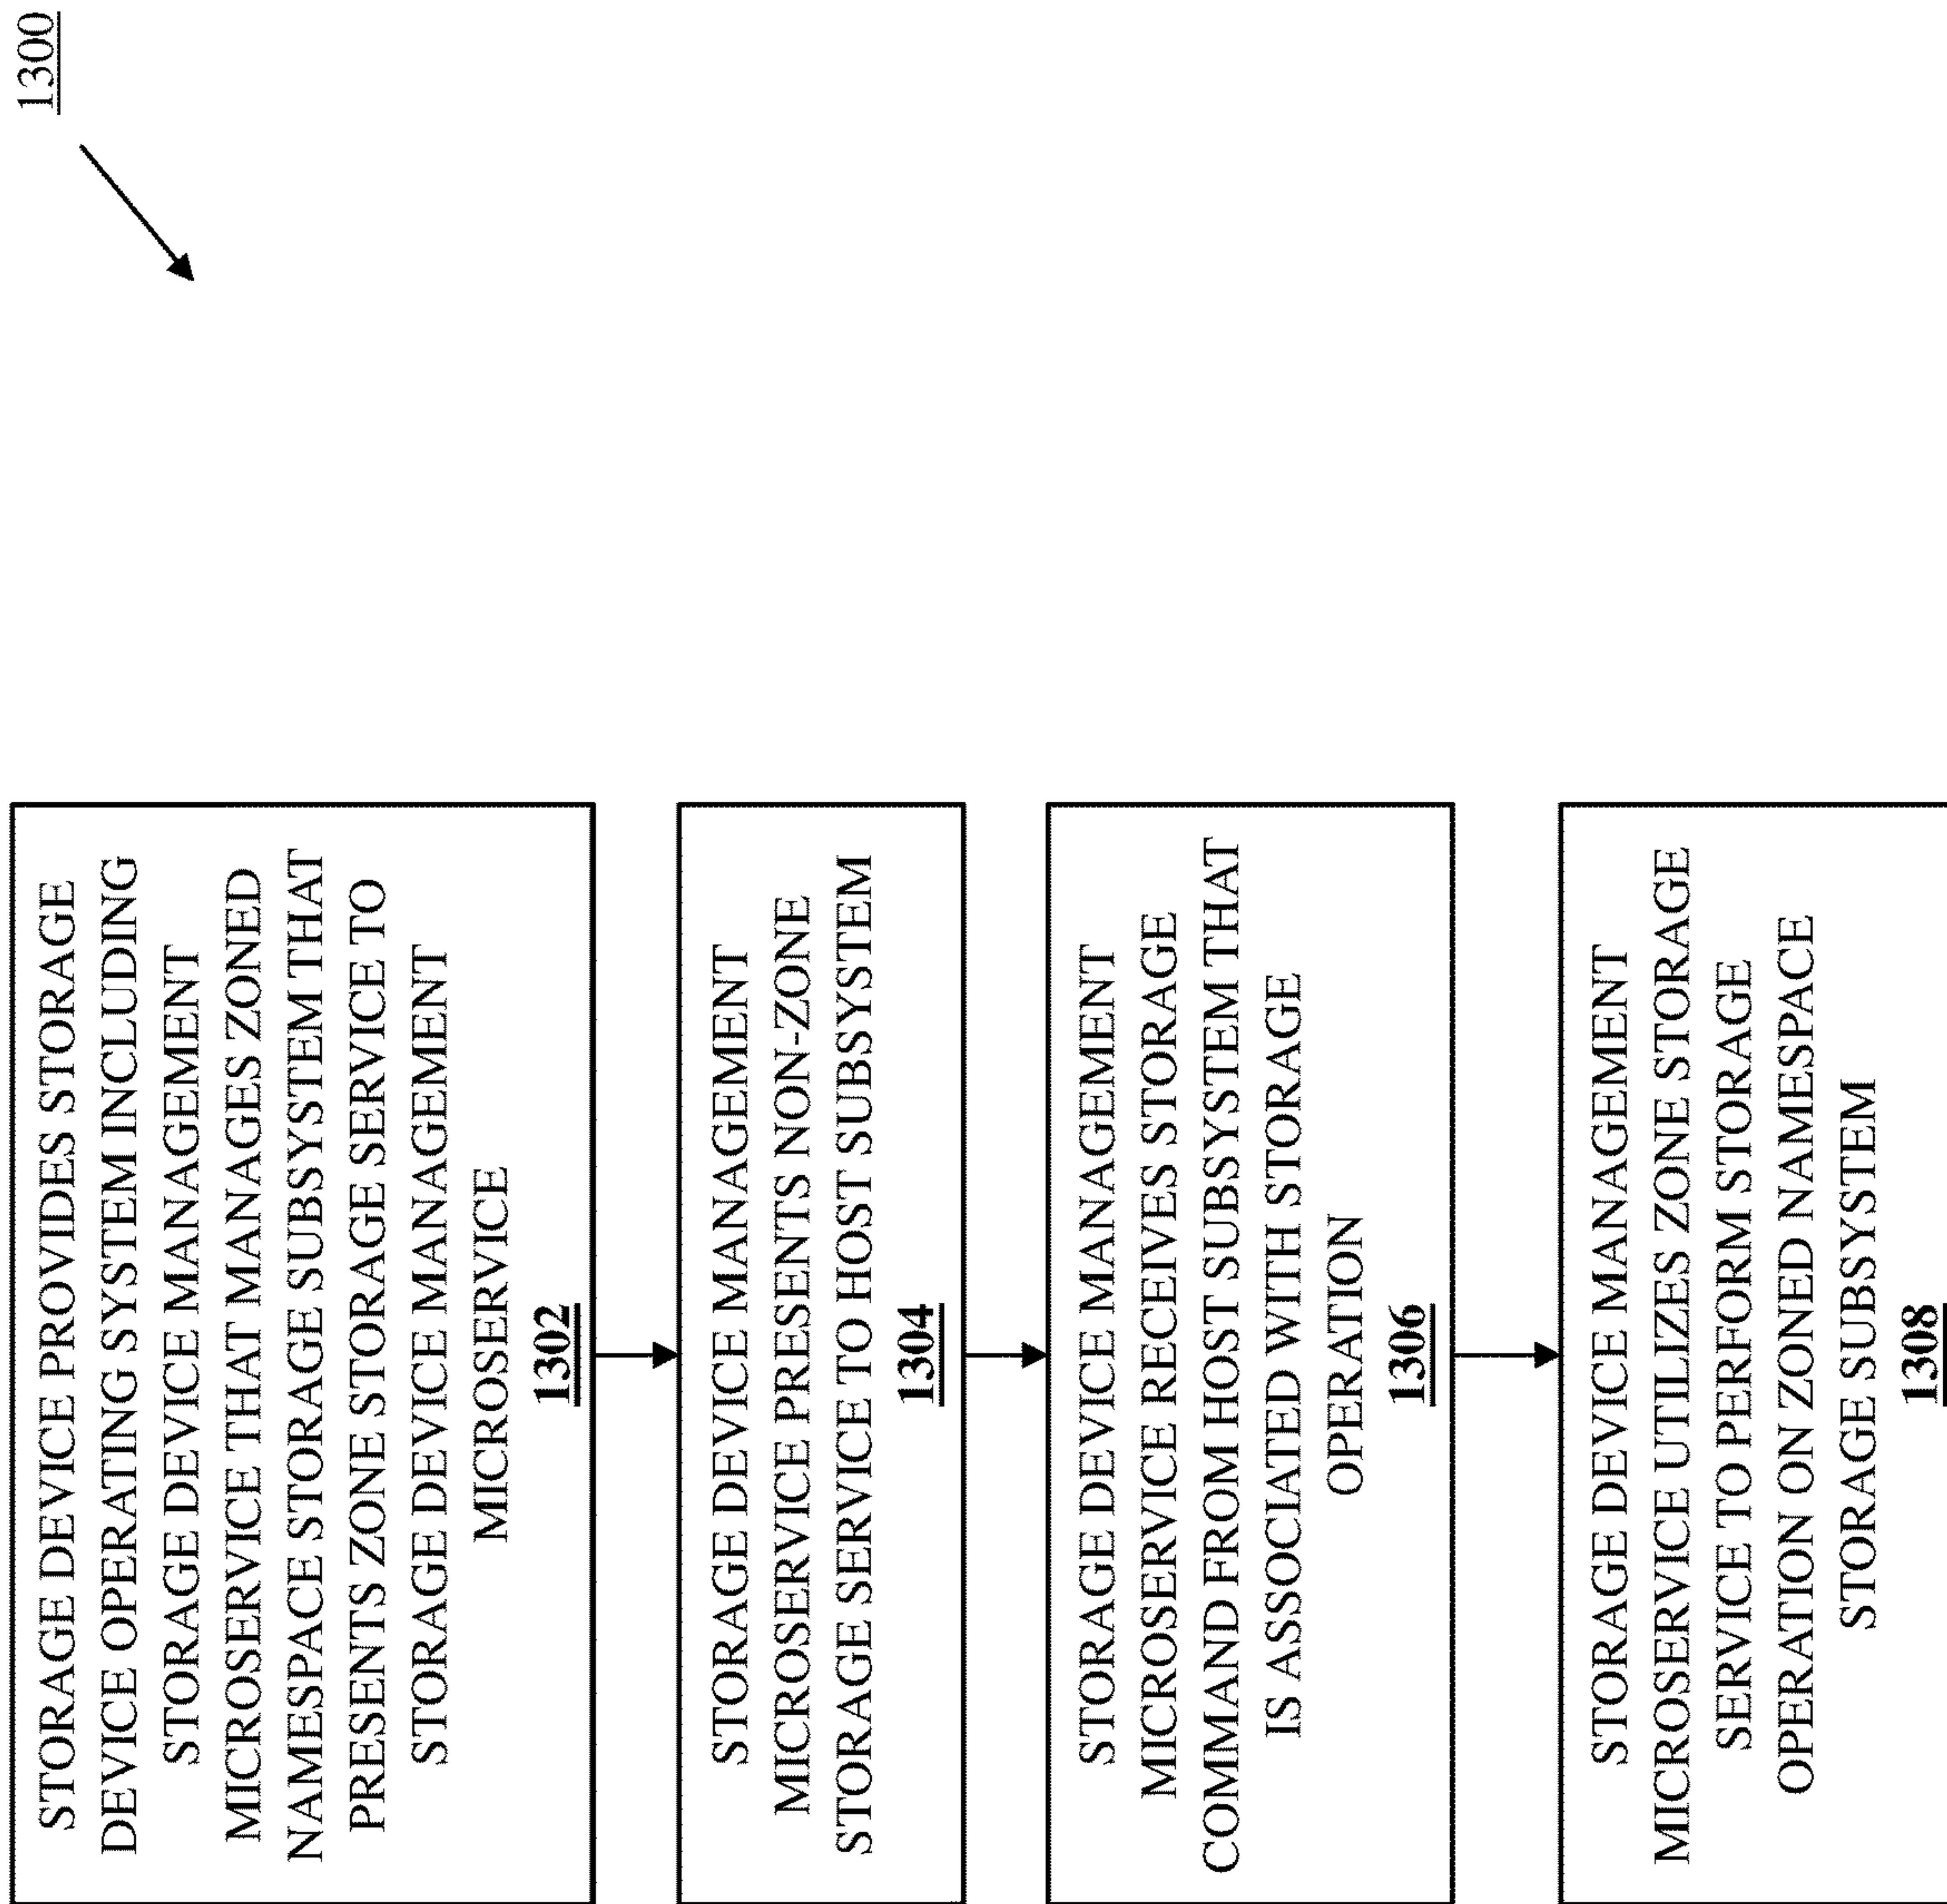 1300
STORAGE DEVICE PROVIDES STORAGE
DEVICE OPERATING SYSTEM INCLUDING
STORAGE DEVICE MANAGEMENT
MICROSERVICE THAT MANAGES ZONED
NAMESPACE STORAGE SUBSYSTEM THAT
PRESENTS ZONE STORAGE SERVICE TO
STORAGE DEVICE MANAGEMENT
MICROSERVICE
1302
STORAGE DEVICE MANAGEMENT
MICROSERVICE PRESENTS NON-ZONE
STORAGE SERVICE TO HOST SUBSYSTEM
1304
STORAGE DEVICE MANAGEMENT
MICROSERVICE RECEIVES STORAGE
COMMAND FROM HOST SUBSYSTEM THAT
IS ASSOCIATED WITH STORAGE
OPERATION
1306
STORAGE DEVICE MANAGEMENT
MICROSERVICE UTILIZES ZONE STORAGE
SERVICE TO PERFORM STORAGE
OPERATION ON ZONED NAMESPACE
STORAGE SUBSYSTEM
1308